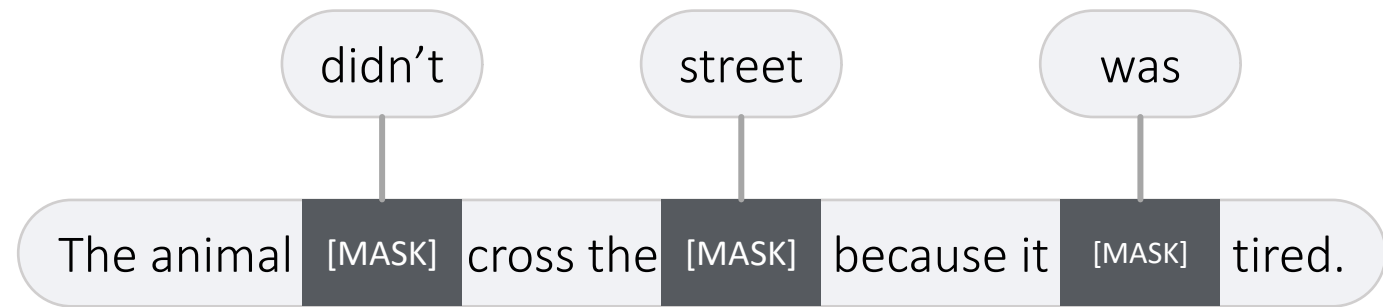 didn't street was
The animal [MASK] cross the [MASK] because it [MASK] tired.